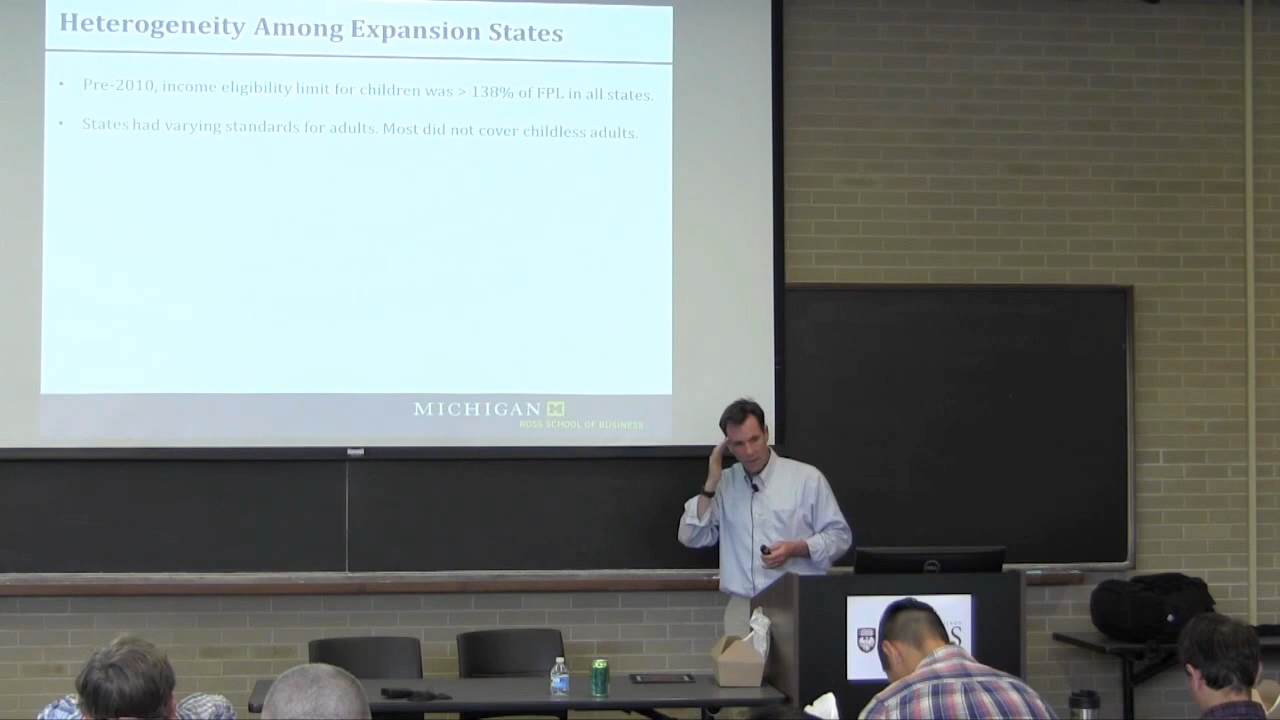 Heterogeneity Among Expansion States
• Pre-2010, income eligibility limit for children was > 138% of FPL in all states.
• States had varying standards for adults. Most did not cover childless adults.
MICHIGAN
ROSS SCHOOL OF BUSINESS
DELL